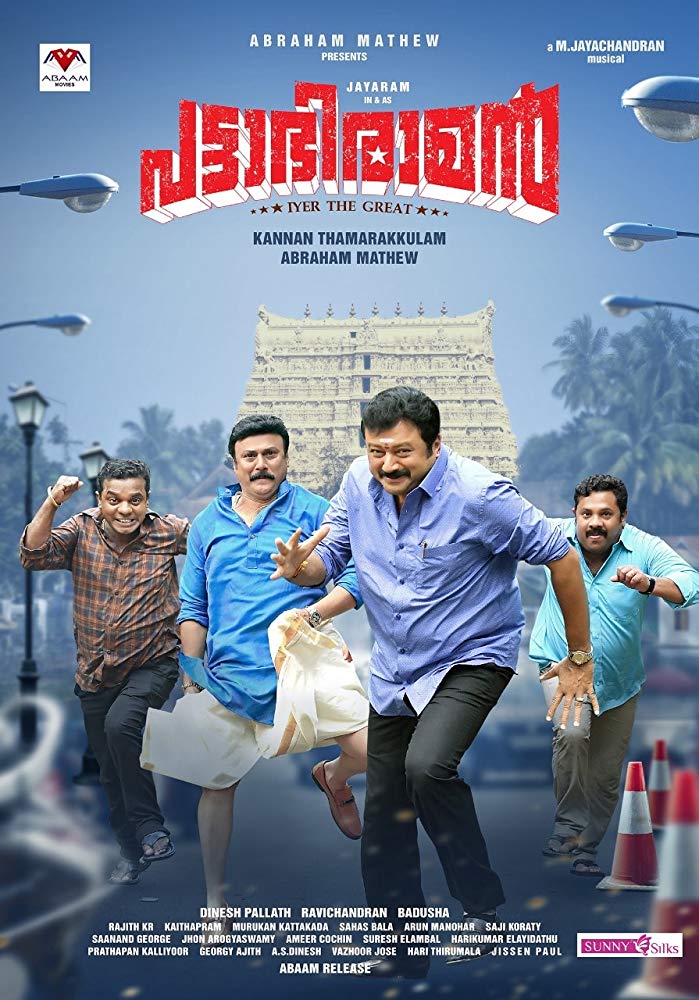 ABRAHAM MATHEW
PRESENTS
a M.JAYACHANDRAN
musical
ABAAM
MOVIES
JAYARAM
IN & AS
പട്ടാഭിരാമൻ
IYER THE GREAT
KANNAN THAMARAKKULAM
ABRAHAM MATHEW
DINESH PALLATH RAVICHANDRAN BADUSHA
RAJITH KR KAITHAPRAM MURUKAN KATTAKADA SAHAS BALA ARUN MANOHAR SAJI KORATY
SAANAND GEORGE JHON AROGYASWAMY AMEER COCHIN SURESH ELAMBAL HARIKUMAR ELAYIDATHU
PRATHAPAN KALLIYOOR GEORGY AJITH A.S.DINESH VAZHOOR JOSE HARI THIRUMALA JISSEN PAUL
ABAAM RELEASE
SUNNY Silks